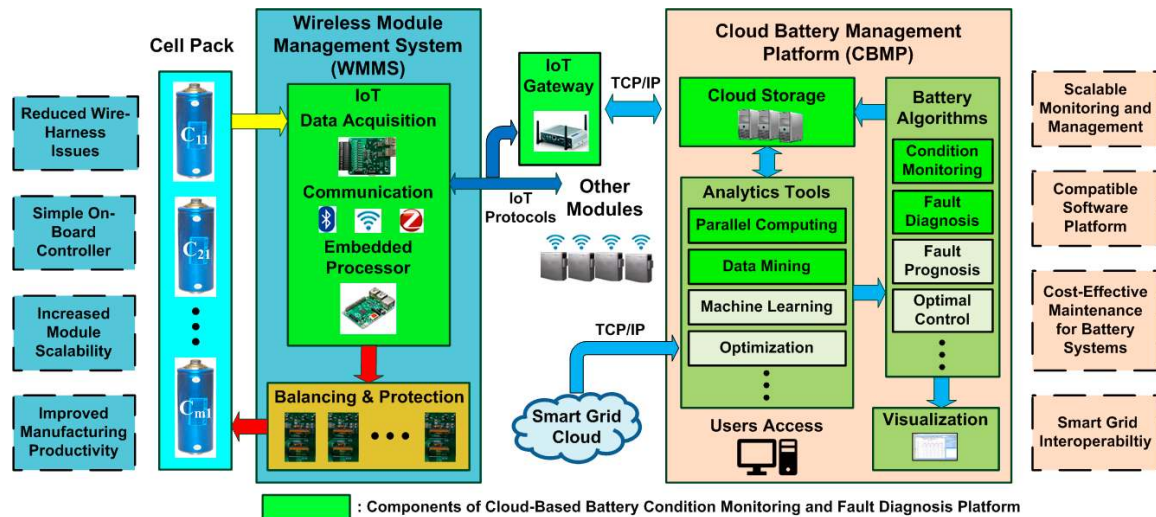 Reduced Wire-
Harness
Issues
Simple On-
Board
Controller
Increased
Module
Scalability
Improved
Manufacturing
Productivity
Cell Pack
C11
C21
Cm1
Wireless Module
Management System
(WMMS)
IoT
Data Acquisition
Communication
Embedded
Processor
Balancing & Protection
IoT
Gateway
TCP/IP
IoT
Protocols
Other
Modules
TCP/IP
Smart Grid
Cloud
Cloud Battery Management
Platform (CBMP)
Cloud Storage
Analytics Tools
Parallel Computing
Data Mining
Machine Learning
Optimization
Users Access
Battery
Algorithms
Condition
Monitoring
Fault
Diagnosis
Fault
Prognosis
Optimal
Control
Visualization
Scalable
Monitoring and
Management
Compatible
Software
Platform
Cost-Effective
Maintenance
for Battery
Systems
Smart Grid
Interoperabiltiy
: Components of Cloud-Based Battery Condition Monitoring and Fault Diagnosis Platform